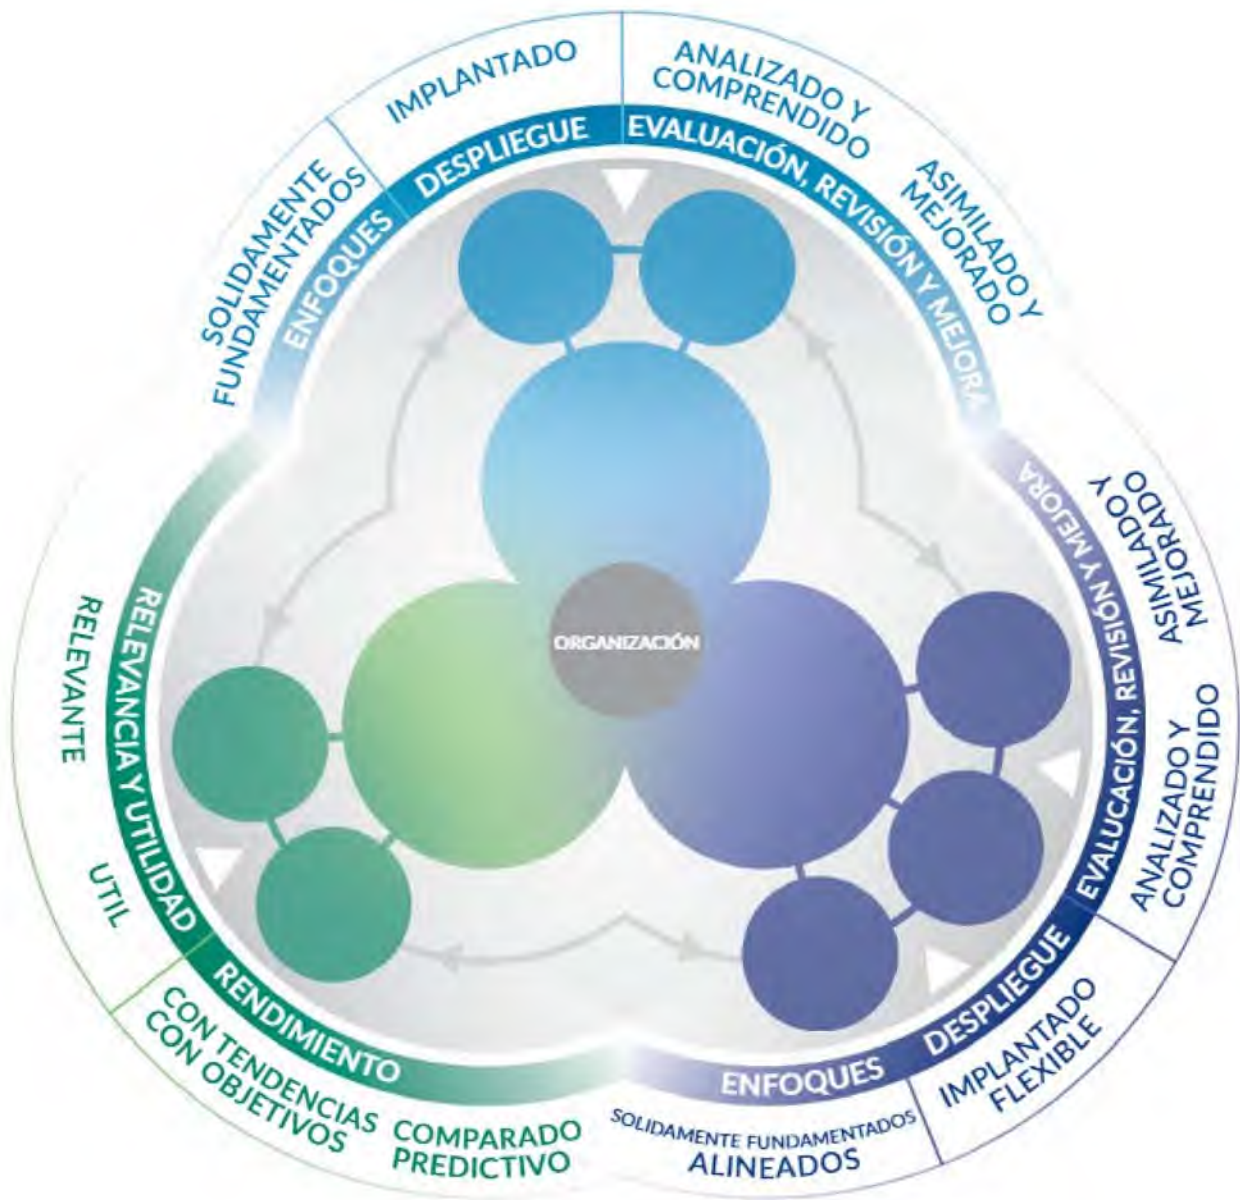 SOLIDAMENTE
FUNDAMENTADOS
IMPLANTADO
ANALIZADO Y
COMPRENDIDO
ASIMILADO Y
MEJORADO
ENFOQUES
DESPLIEGUE
EVALUACIÓN, REVISIÓN Y MEJORA
ORGANIZACIÓN
EVALUCACIÓN, REVISIÓN Y MEJORA
ASIMILADO Y
MEJORADO
ANALIZADO Y
COMPRENDIDO
DESPLIEGUE
IMPLANTADO
FLEXIBLE
ENFOQUES
SOLIDAMENTE FUNDAMENTADOS
ALINEADOS
RELEVANCIA Y UTILIDAD
RELEVANTE
UTIL
RENDIMIENTO
CON TENDENCIAS
CON OBJETIVOS
COMPARADO
PREDICTIVO